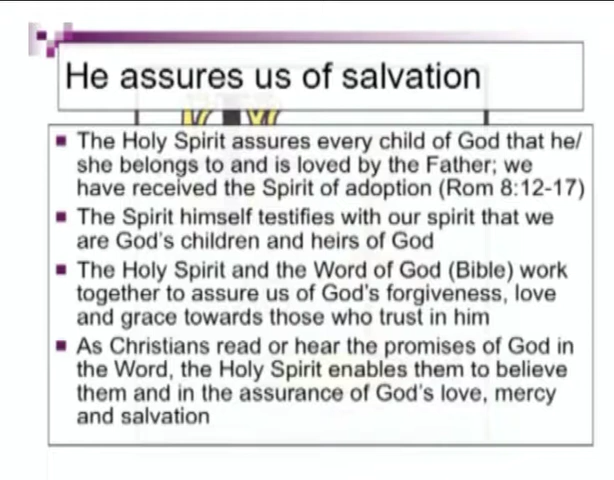 He assures us of salvation
The Holy Spirit assures every child of God that he/
she belongs to and is loved by the Father; we
have received the Spirit of adoption (Rom 8:12-17)
The Spirit himself testifies with our spirit that we
are God's children and heirs of God
The Holy Spirit and the Word of God (Bible) work
together to assure us of God's forgiveness, love
and grace towards those who trust in him
As Christians read or hear the promises of God in
the Word, the Holy Spirit enables them to believe
them and in the assurance of God's love, mercy
and salvation